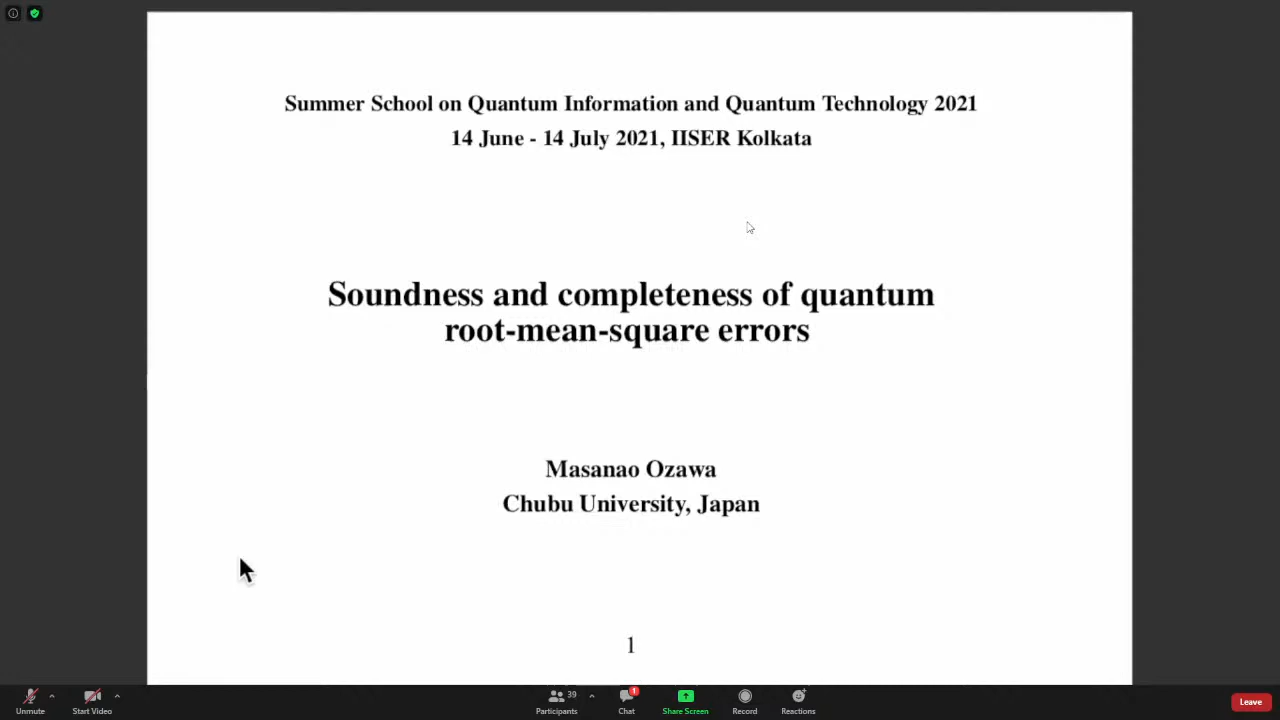 Summer School on Quantum Information and Quantum Technology 2021
14 June - 14 July 2021, IISER Kolkata
Soundness and completeness of quantum
root-mean-square errors
Masanao Ozawa
Chubu University, Japan
1
Unmute
Start Video
39
Participants
1
Chat
Share Screen
Record
Reactions
Leave